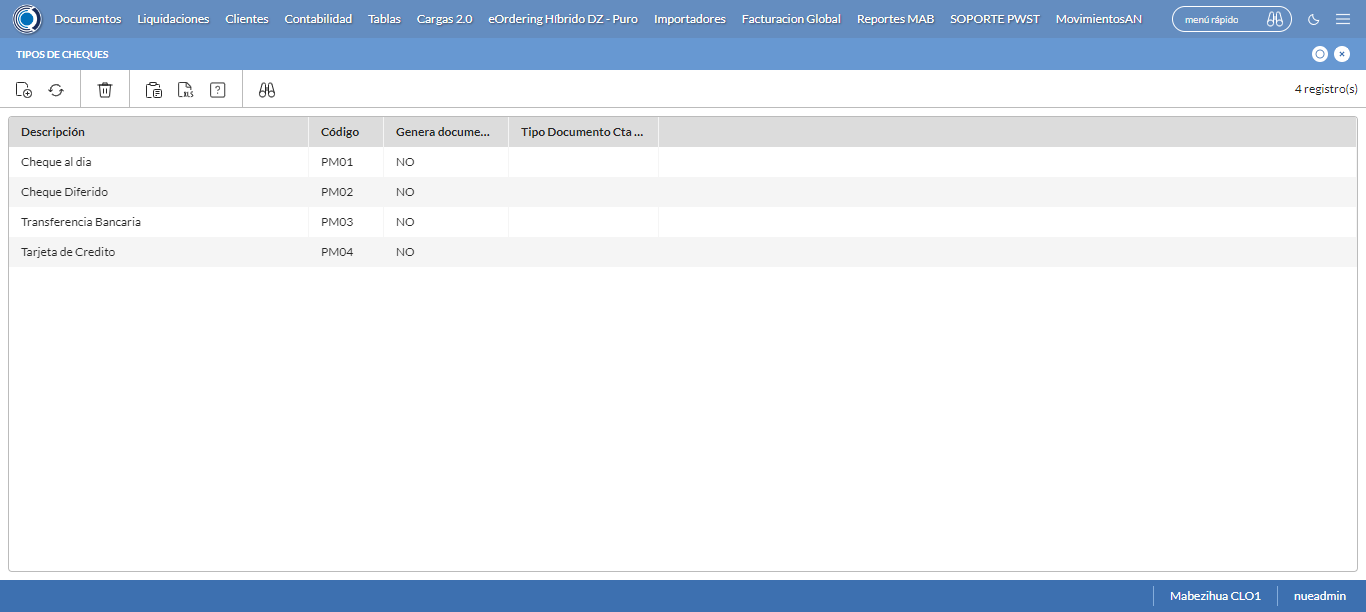 Documentos Liquidaciones Clientes Contabilidad Tablas Cargas 2.0 eOrdering Híbrido DZ - Puro Importadores Facturacion Global Reportes MAB SOPORTE PWST MovimientosAN menú rápido
TIPOS DE CHEQUES
XLS ? 4 registro(s)
Descripción Código Genera docume... Tipo Documento Cta ...
Cheque al dia PM01 NO
Cheque Diferido PM02 NO
Transferencia Bancaria PM03 NO
Tarjeta de Credito PM04 NO
Mabezihua CLO1 nueadmin